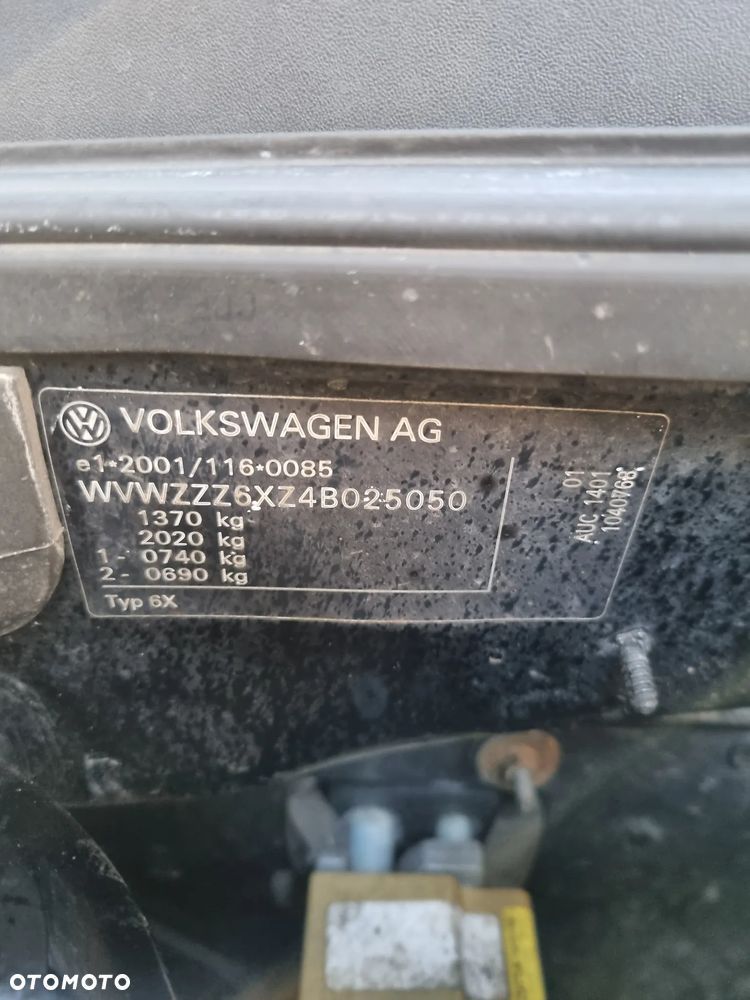 VOLKSWAGEN AG
e1*2001/116*0085
WVWZZZ6XZ4B025050
1370 kg
2020 kg
1- 0740 kg
2- 0690 kg
Typ 6X
01
AUC 1401
OTOMOTO